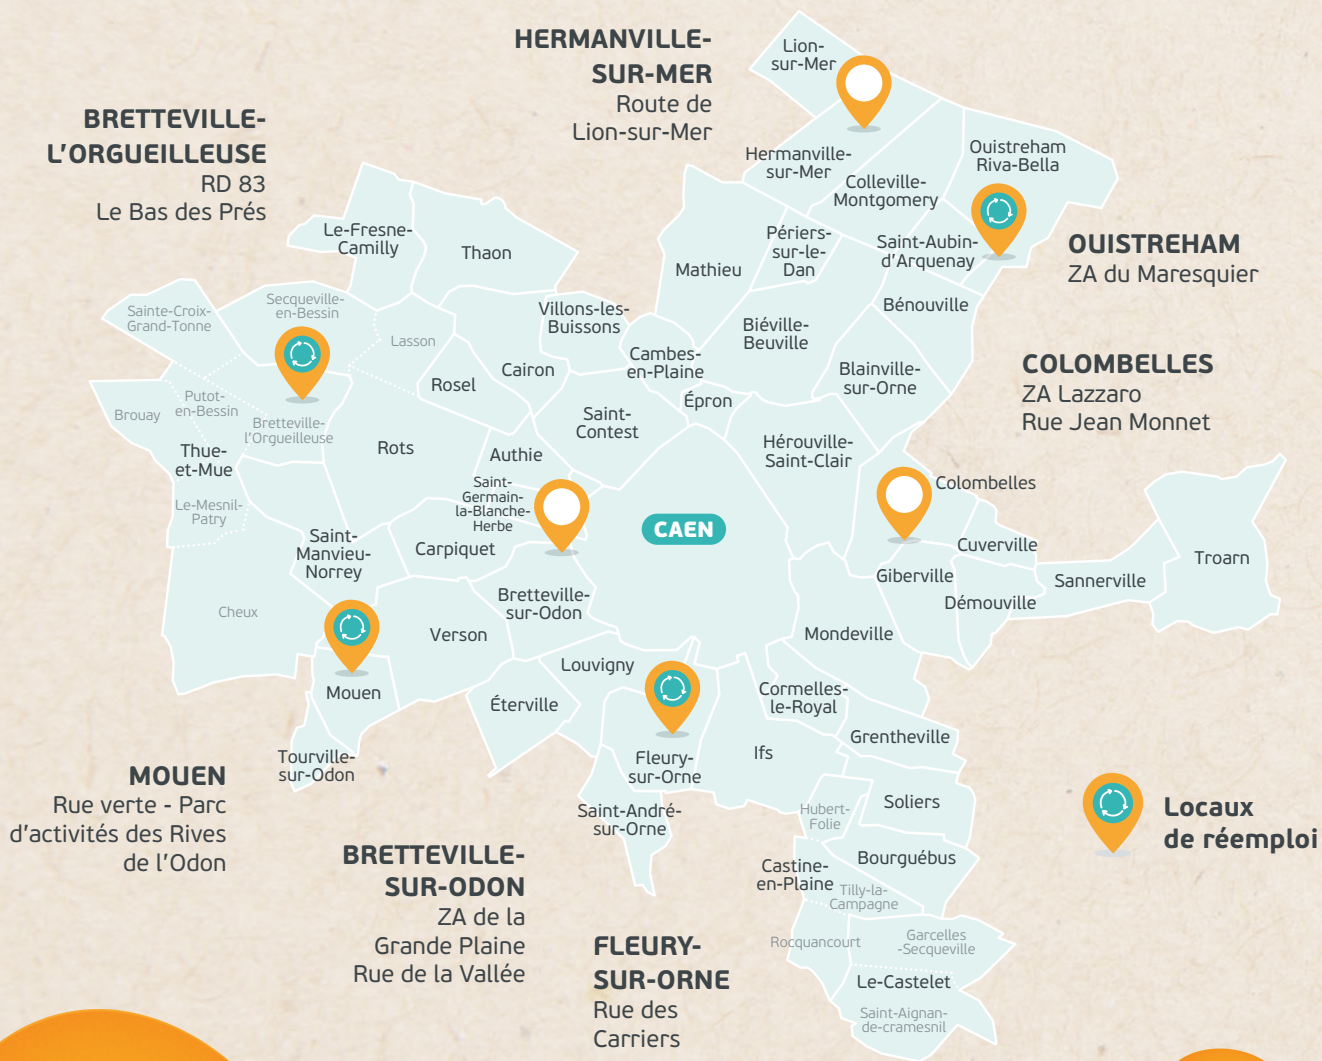 HERMANVILLE-
SUR-MER
Route de
Lion-sur-Mer
BRETTEVILLE-
L'ORGUEILLEUSE
RD 83
Le Bas des Prés
OUISTREHAM
ZA du Maresquier
COLOMBELLES
ZA Lazzaro
Rue Jean Monnet
Lion-
sur-Mer
Hermanville-
sur-Mer
Colleville-
Montgomery
Ouistreham
Riva-Bella
Saint-Aubin-
d'Arquenay
Périers-
sur-le-
Dan
Mathieu
Bénouville
Biéville-
Beuville
Blainville-
sur-Orne
Le-Fresne-
Camilly
Thaon
Villons-les-
Buissons
Cambes-
en-Plaine
Épron
Sainte-Croix-
Grand-Tonne
Secqueville-
en-Bessin
Lasson
Rosel
Cairon
Saint-
Contest
Hérouville-
Saint-Clair
Brouay
Putot-
en-Bessin
Bretteville-
l'Orgueilleuse
Thue-
et-Mue
Rots
Authie
Saint-
Germain-
la-Blanche-
Herbe
Le-Mesnil-
Patry
Saint-
Manvieu-
Norrey
Carpiquet
CAEN
Colombelles
Cuverville
Giberville
Démouville
Sannerville
Troarn
Cheux
Bretteville-
sur-Odon
Verson
Mondeville
Louvigny
Mouen
Éterville
Cormelles-
le-Royal
Grentheville
Tourville-
sur-Odon
Fleury-
sur-Orne
Ifs
Saint-André-
sur-Orne
Hubert-
Folie
Soliers
Bourguébus
Castine-
en-Plaine
Tilly-la-
Campagne
Rocquancourt
Garcelles
-Secqueville
Le-Castelet
Saint-Aignan-
de-cramesnil
MOUEN
Rue verte - Parc
d'activités des Rives
de l'Odon
BRETTEVILLE-
SUR-ODON
ZA de la
Grande Plaine
Rue de la Vallée
FLEURY-
SUR-ORNE
Rue des
Carriers
Locaux
de réemploi